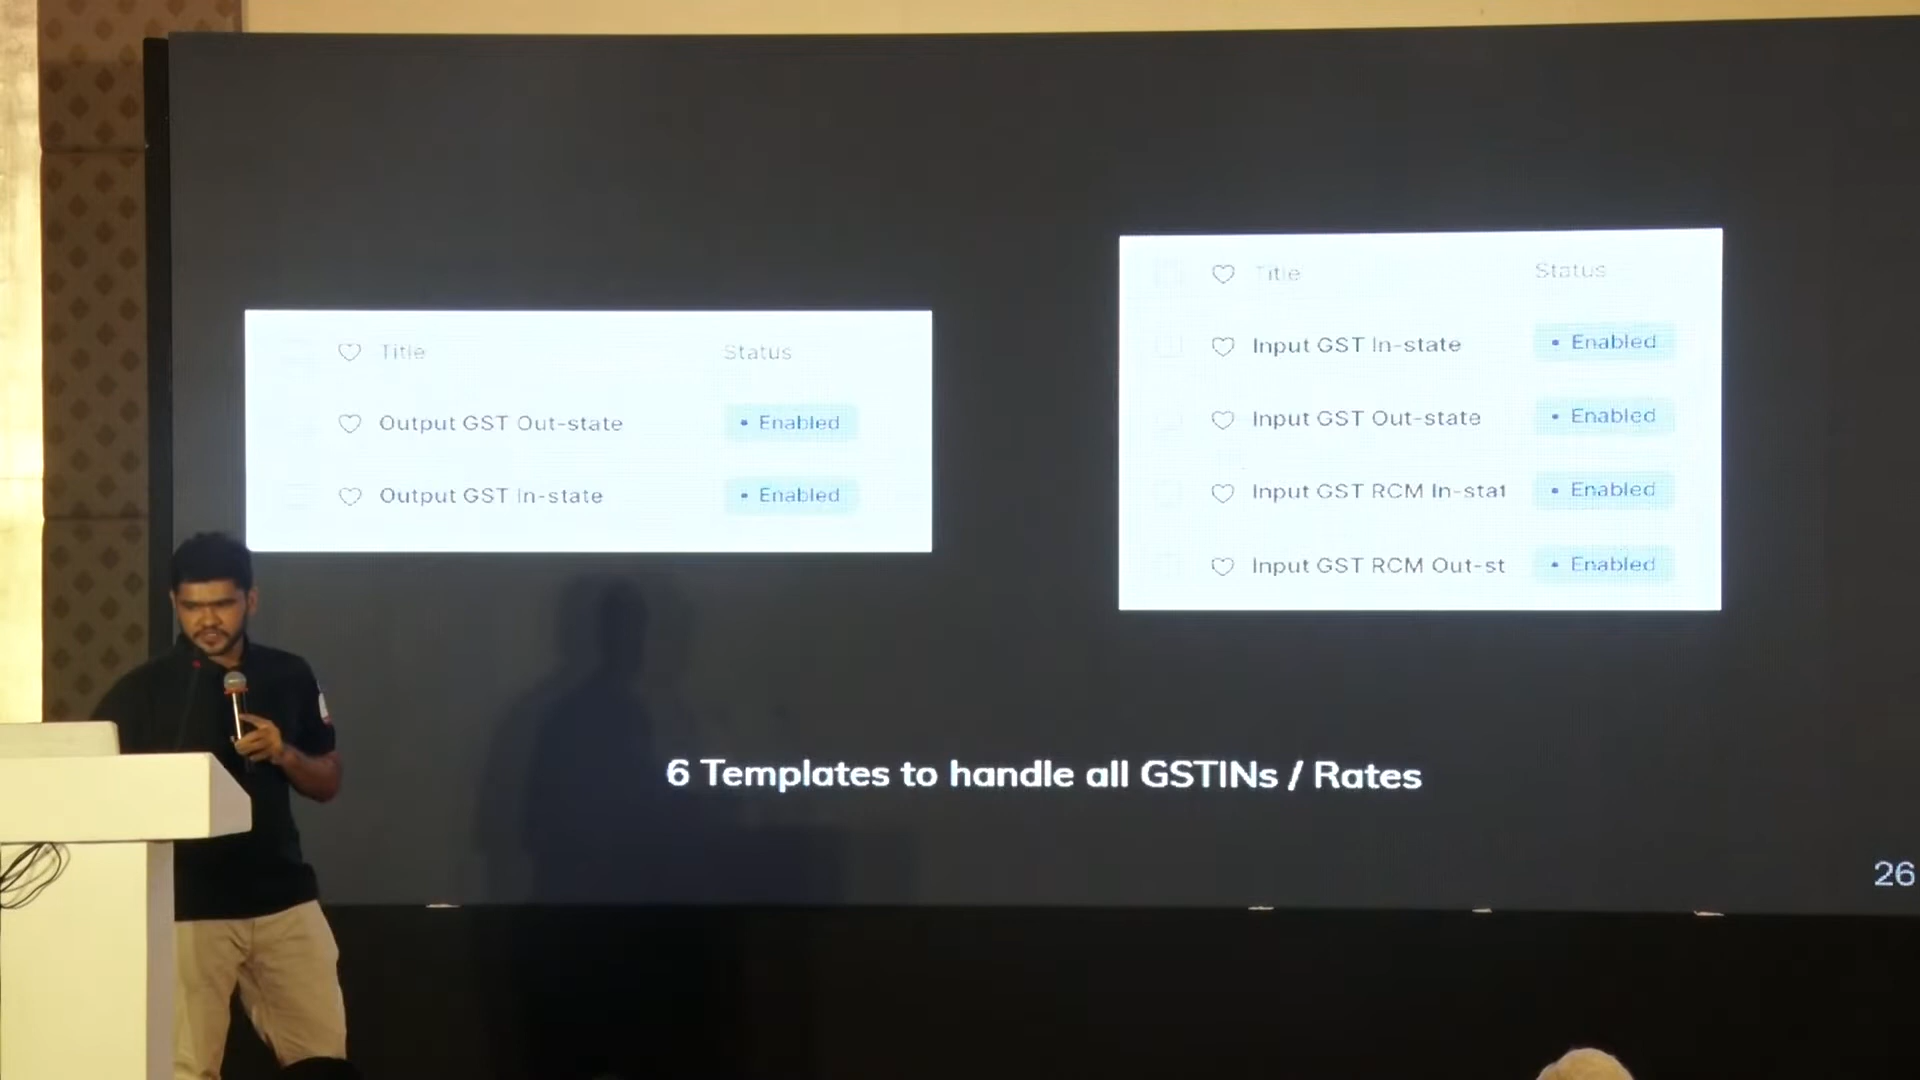 Title Status
Output GST Out-state • Enabled
Output GST In-state • Enabled
Title Status
Input GST In-state • Enabled
Input GST Out-state • Enabled
Input GST RCM In-stat • Enabled
Input GST RCM Out-st • Enabled
6 Templates to handle all GSTINs / Rates
26